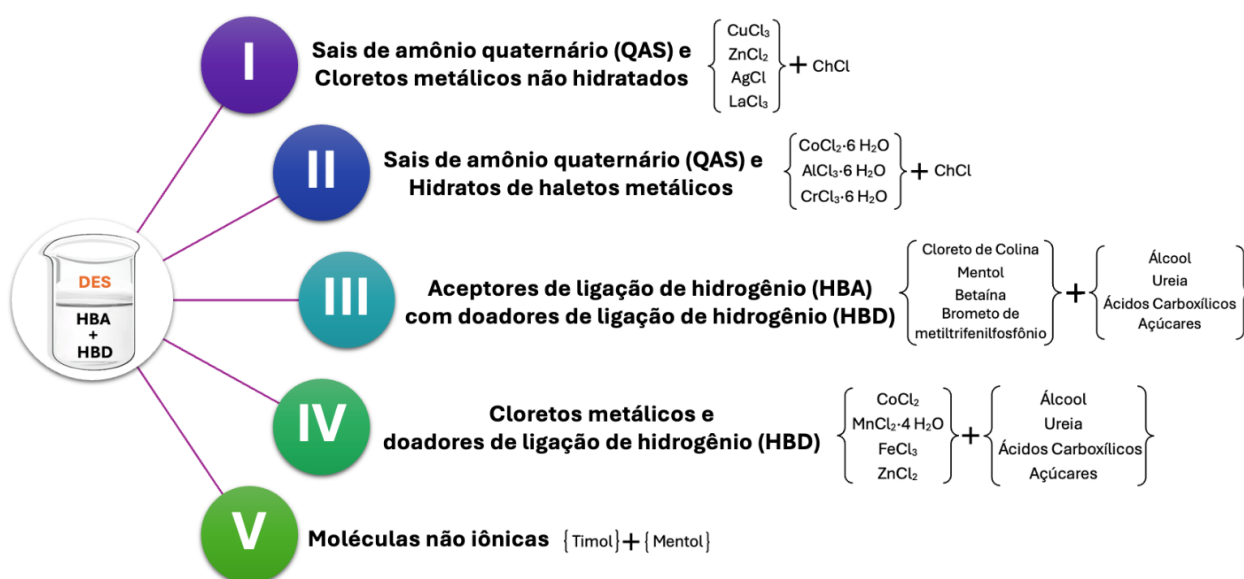 DES
HBA
+
HBD
I
Sais de amônio quaternário (QAS) e
Cloretos metálicos não hidratados
CuCl₃
ZnCl₂
AgCl
LaCl₃
+ ChCl
II
Sais de amônio quaternário (QAS) e
Hidratos de haletos metálicos
CoCl₂·6 H₂O
AlCl₃·6 H₂O
CrCl₃·6 H₂O
+ ChCl
III
Aceptores de ligação de hidrogênio (HBA)
com doadores de ligação de hidrogênio (HBD)
Cloreto de Colina
Mentol
Betaína
Brometo de
metiltrifenilfosfônio
+
Álcool
Ureia
Ácidos Carboxílicos
Açúcares
IV
Cloretos metálicos e
doadores de ligação de hidrogênio (HBD)
CoCl₂
MnCl₂·4 H₂O
FeCl₃
ZnCl₂
+
Álcool
Ureia
Ácidos Carboxílicos
Açúcares
V
Moléculas não iônicas {Timol}+{Mentol}